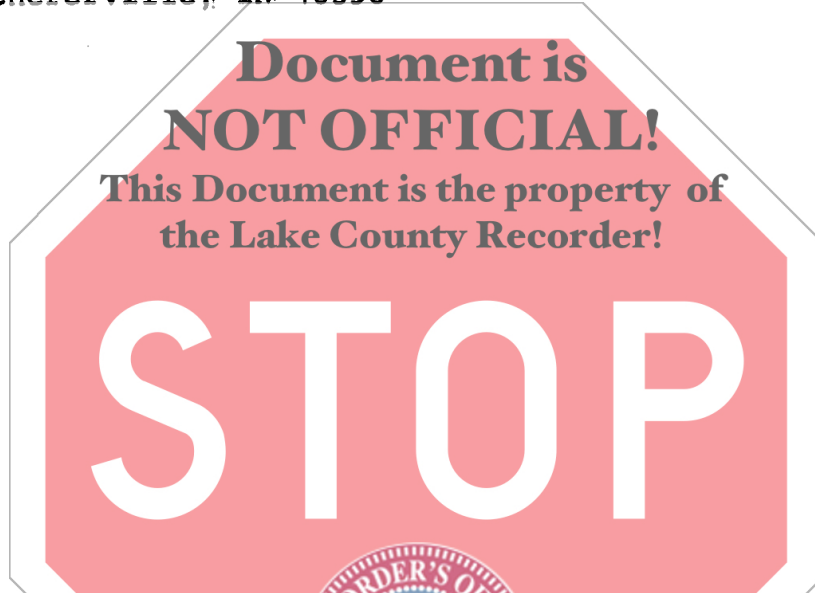 Document is
NOT OFFICIAL!
This Document is the property of
the Lake County Recorder!
STOP